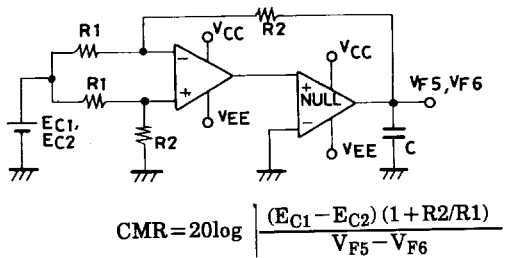 R1
R2
VCC
VCC
VF5,VF6
−
R1
+
+
NULL
−
EC1,
EC2
R2
VEE
VEE
C
CMR=20log | (EC1−EC2)(1+R2/R1)
VF5−VF6